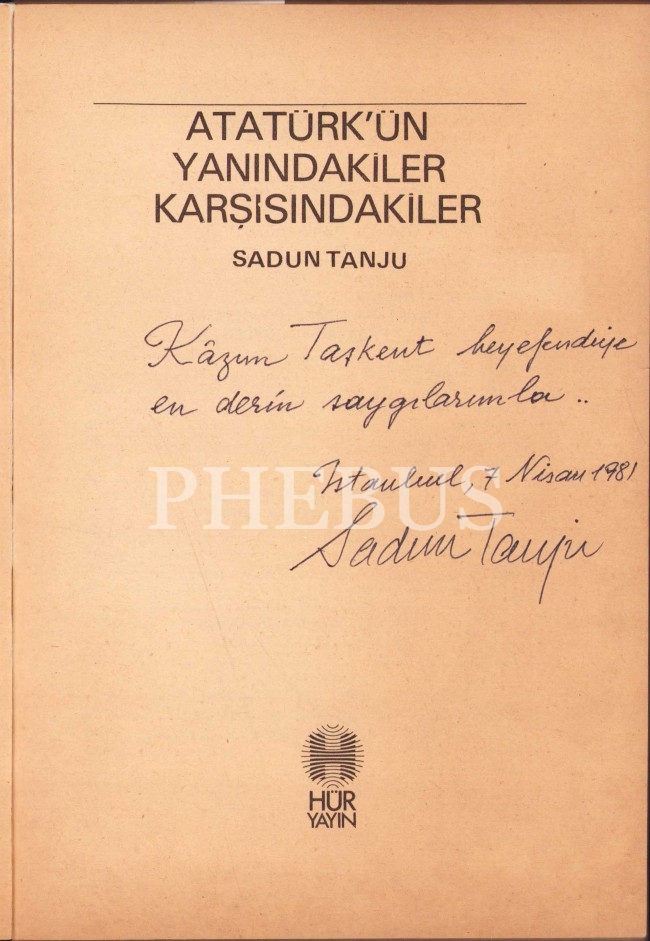 ATATÜRK'ÜN
YANINDAKİLER
KARŞISINDAKİLER
SADUN TANJU
Kâzım Taşkent beyefendiye
en derin saygılarımla ..
İstanbul, 7 Nisan 1981
PHEBUS
Sadun Tanju
HÜR
YAYIN